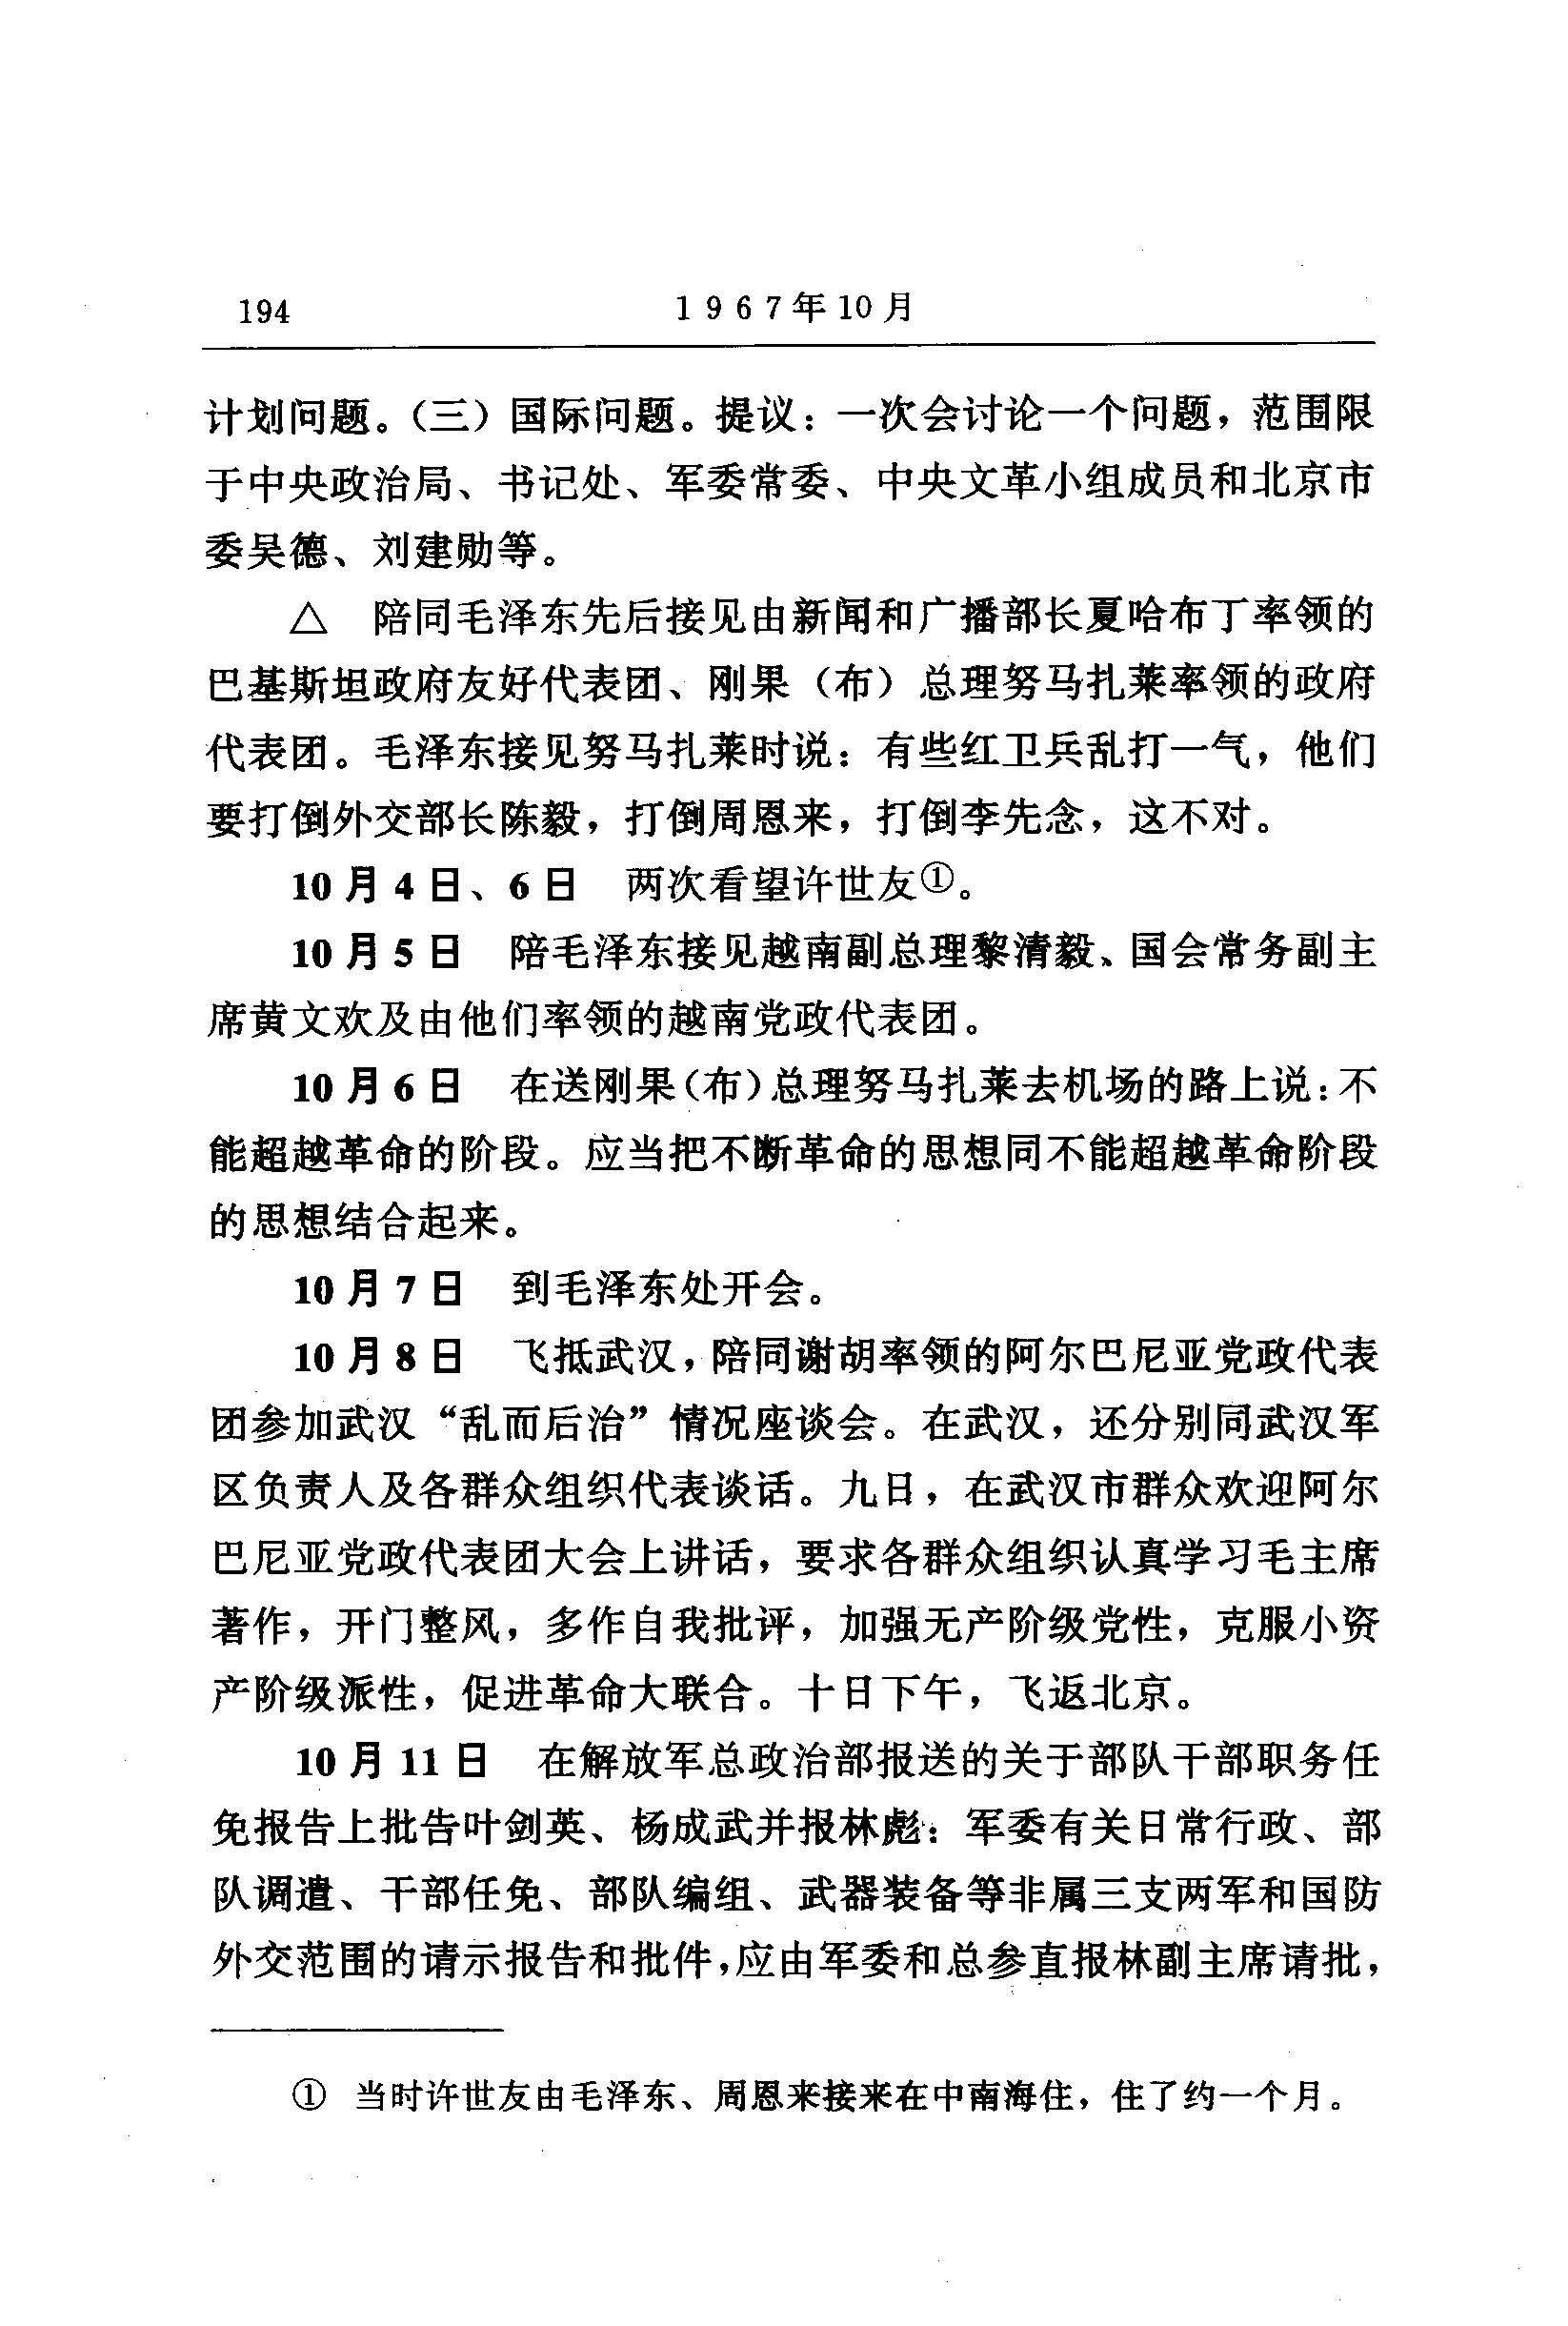 194
1967年10月
计划问题。(三）国际问题。提议：一次会讨论一个问题，范围限
于中央政治局、书记处、军委常委、中央文革小组成员和北京市
委吴德、刘建勋等。
△ 陪同毛泽东先后接见由新闻和广播部长夏哈布丁率领的
巴基斯坦政府友好代表团、刚果（布）总理努马扎莱率领的政府
代表团。毛泽东接见努马扎莱时说：有些红卫兵乱打一气，他们
要打倒外交部长陈毅，打倒周恩来，打倒李先念，这不对。
10月4日、6日 两次看望许世友①。
10月5日 陪毛泽东接见越南副总理黎清毅、国会常务副主
席黄文欢及由他们率领的越南党政代表团。
10月6日 在送刚果(布)总理努马扎莱去机场的路上说：不
能超越革命的阶段。应当把不断革命的思想同不能超越革命阶段
的思想结合起来。
10月7日 到毛泽东处开会。
10月8日 飞抵武汉，陪同谢胡率领的阿尔巴尼亚党政代表
团参加武汉“乱而后治”情况座谈会。在武汉，还分别同武汉军
区负责人及各群众组织代表谈话。九日，在武汉市群众欢迎阿尔
巴尼亚党政代表团大会上讲话，要求各群众组织认真学习毛主席
著作，开门整风，多作自我批评，加强无产阶级党性，克服小资
产阶级派性，促进革命大联合。十日下午，飞返北京。
10月11日 在解放军总政治部报送的关于部队干部职务任
免报告上批告叶剑英、杨成武并报林彪：军委有关日常行政、部
队调遣、干部任免、部队编组、武器装备等非属三支两军和国防
外交范围的请示报告和批件，应由军委和总参直报林副主席请批，
① 当时许世友由毛泽东、周恩来接来在中南海住，住了约一个月。